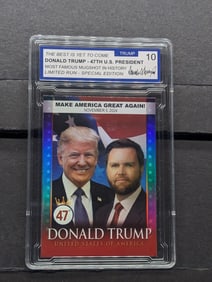 THE BEST IS YET TO COME
TRUMP
DONALD TRUMP - 47TH U.S. PRESIDENT
MOST FAMOUS MUGSHOT IN HISTORY
LIMITED RUN - SPECIAL EDITION
10
MAKE AMERICA GREAT AGAIN!
NOVEMBER 5, 2024
47
DONALD TRUMP
UNITED STATES OF AMERICA